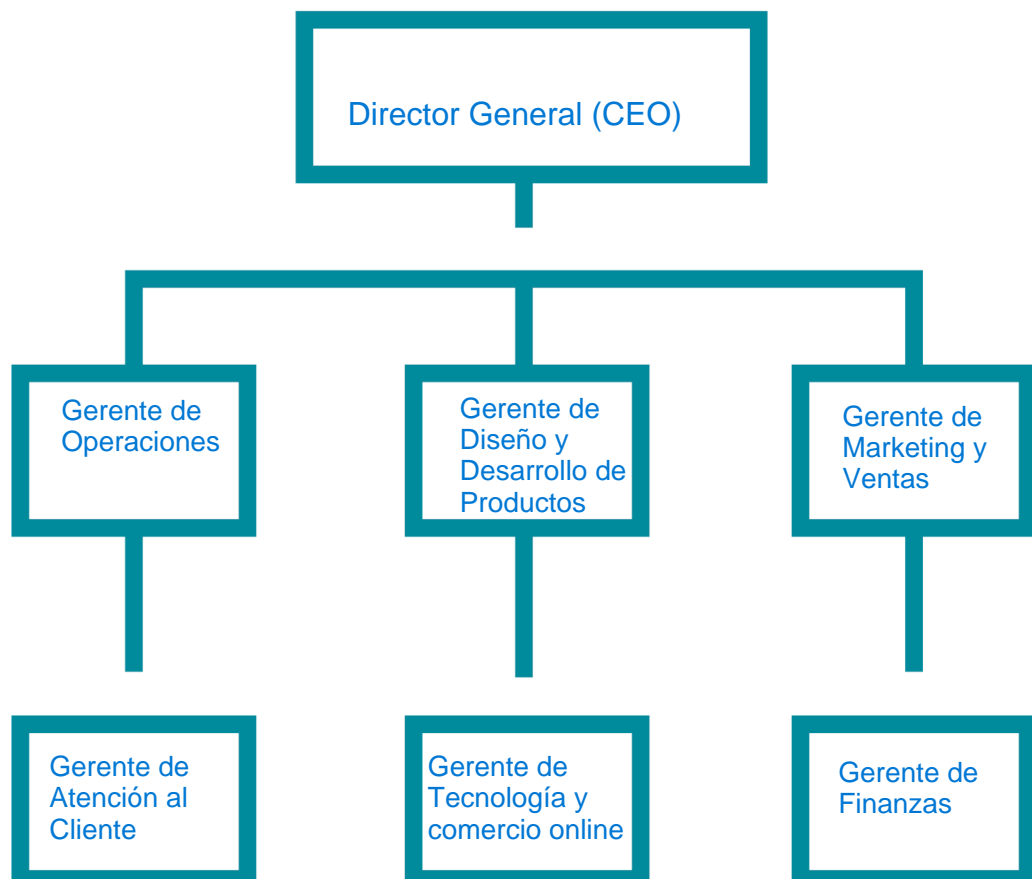 Director General (CEO)
Gerente de
Operaciones
Gerente de
Diseño y
Desarrollo de
Productos
Gerente de
Marketing y
Ventas
Gerente de
Atención al
Cliente
Gerente de
Tecnología y
comercio online
Gerente de
Finanzas